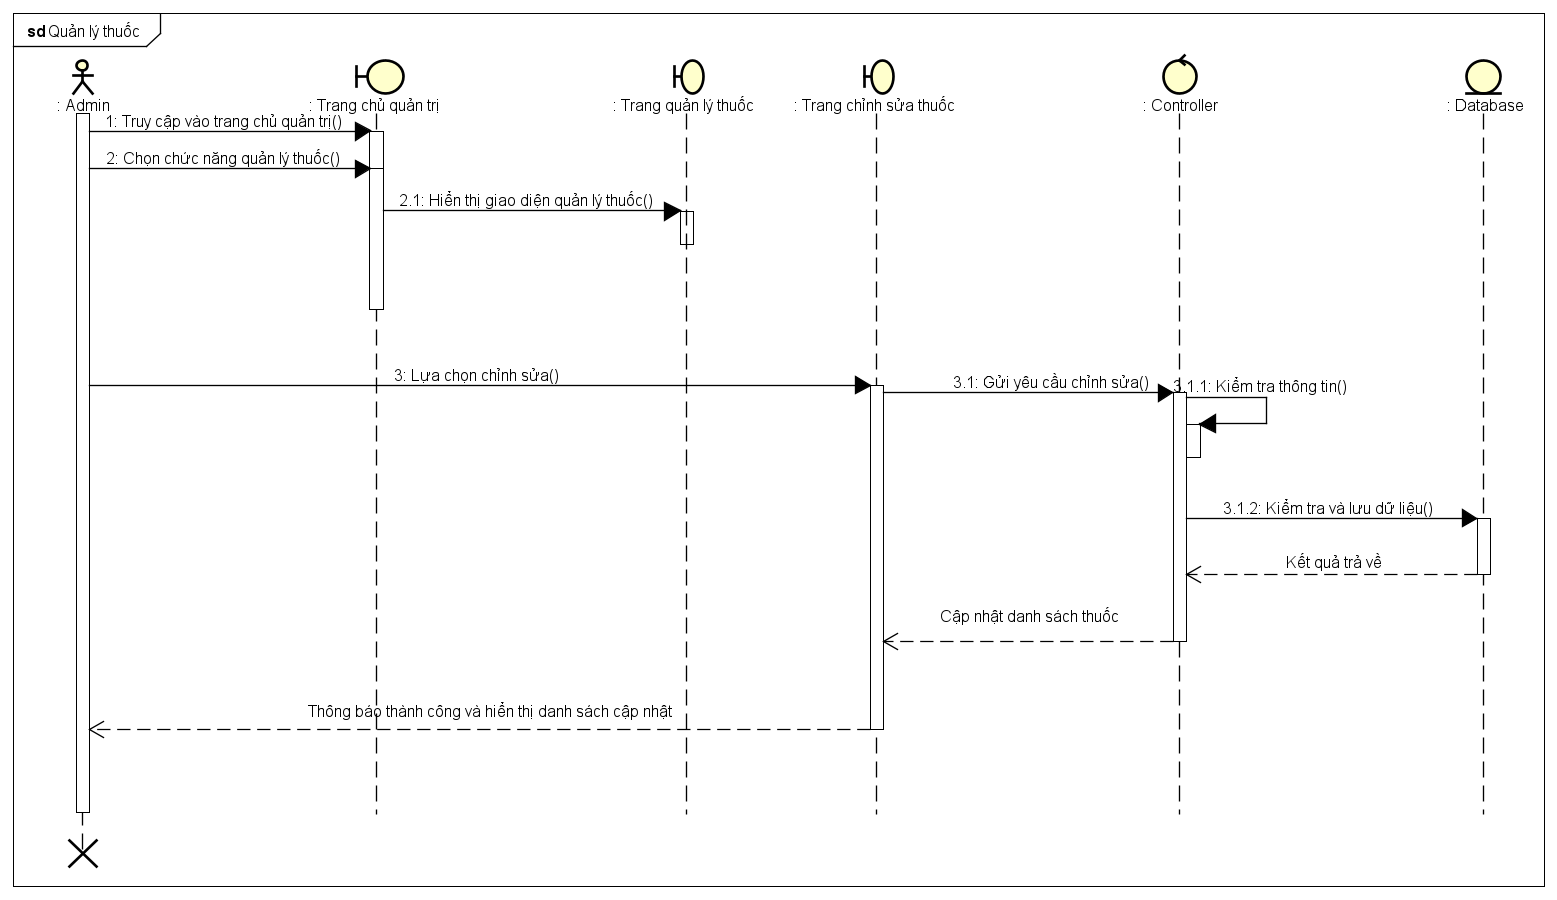 sd Quản lý thuốc
: Admin
: Trang chủ quản trị
: Trang quản lý thuốc
: Trang chỉnh sửa thuốc
: Controller
: Database
1: Truy cập vào trang chủ quản trị()
2: Chọn chức năng quản lý thuốc()
2.1: Hiển thị giao diện quản lý thuốc()
3: Lựa chọn chỉnh sửa()
3.1: Gửi yêu cầu chỉnh sửa()
3.1.1: Kiểm tra thông tin()
3.1.2: Kiểm tra và lưu dữ liệu()
Kết quả trả về
Cập nhật danh sách thuốc
Thông báo thành công và hiển thị danh sách cập nhật